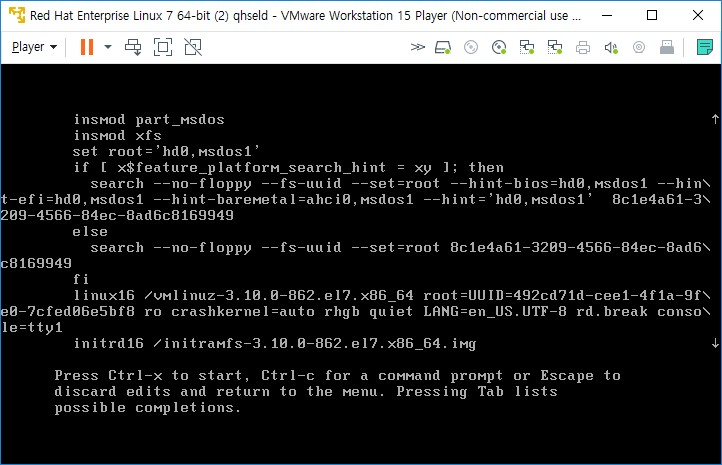 Red Hat Enterprise Linux 7 64-bit (2) qhseld - VMware Workstation 15 Player (Non-commercial use ...
Player
insmod part_msdos
insmod xfs
set root='hd0,msdos1'
if [ x$feature_platform_search_hint = xy ]; then
search --no-floppy --fs-uuid --set=root --hint-bios=hd0,msdos1 --hin\
t-efi=hd0,msdos1 --hint-baremetal=ahci0,msdos1 --hint='hd0,msdos1'  8c1e4a61-3\
209-4566-84ec-8ad6c8169949
else
search --no-floppy --fs-uuid --set=root 8c1e4a61-3209-4566-84ec-8ad6\
c8169949
fi
linux16 /vmlinuz-3.10.0-862.el7.x86_64 root=UUID=492cd71d-cee1-4f1a-9f\
e0-7cfed06e5bf8 ro crashkernel=auto rhgb quiet LANG=en_US.UTF-8 rd.break conso\
le=tty1
initrd16 /initramfs-3.10.0-862.el7.x86_64.img
Press Ctrl-x to start, Ctrl-c for a command prompt or Escape to
discard edits and return to the menu. Pressing Tab lists
possible completions.